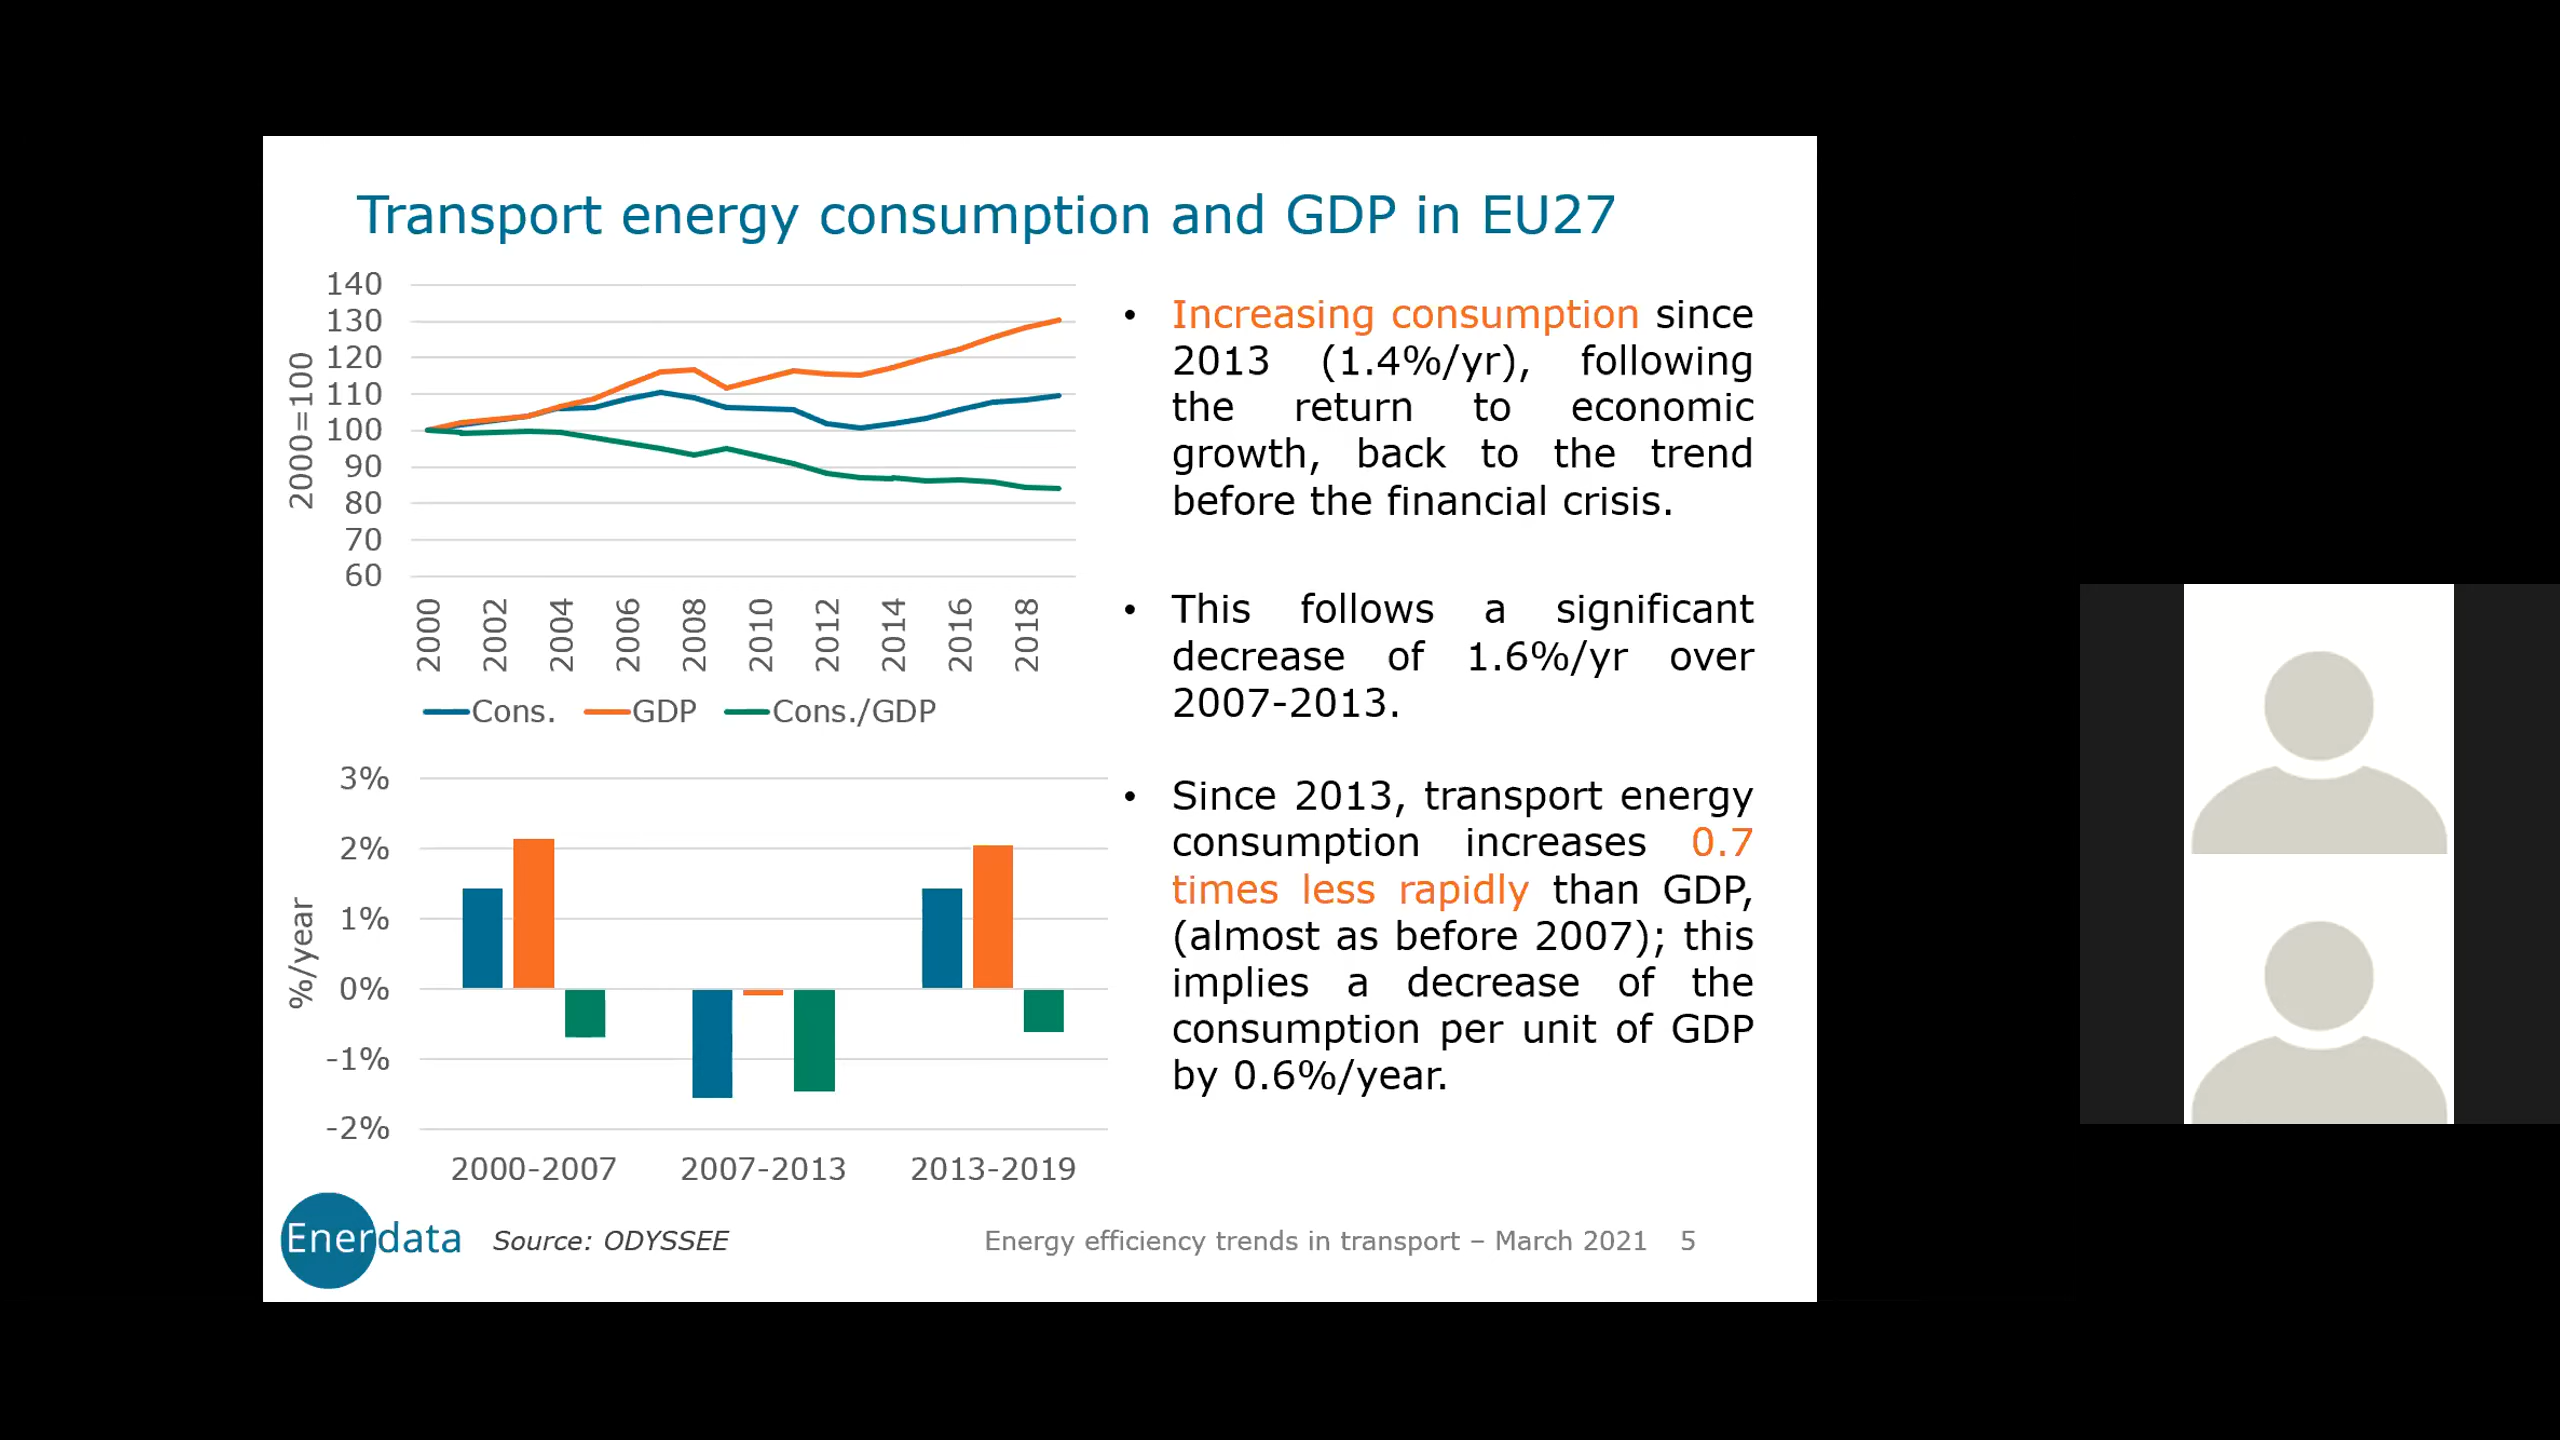 Transport energy consumption and GDP in EU27
140
130
120
110
100
90
80
70
60
2000=100
2000
2002
2004
2006
2008
2010
2012
2014
2016
2018
Cons.
GDP
Cons./GDP
3%
2%
1%
0%
-1%
-2%
%/year
2000-2007
2007-2013
2013-2019
• Increasing consumption since
2013 (1.4%/yr), following
the return to economic
growth, back to the trend
before the financial crisis.
• This follows a significant
decrease of 1.6%/yr over
2007-2013.
• Since 2013, transport energy
consumption increases 0.7
times less rapidly than GDP,
(almost as before 2007); this
implies a decrease of the
consumption per unit of GDP
by 0.6%/year.
Enerdata
Source: ODYSSEE
Energy efficiency trends in transport – March 2021 5